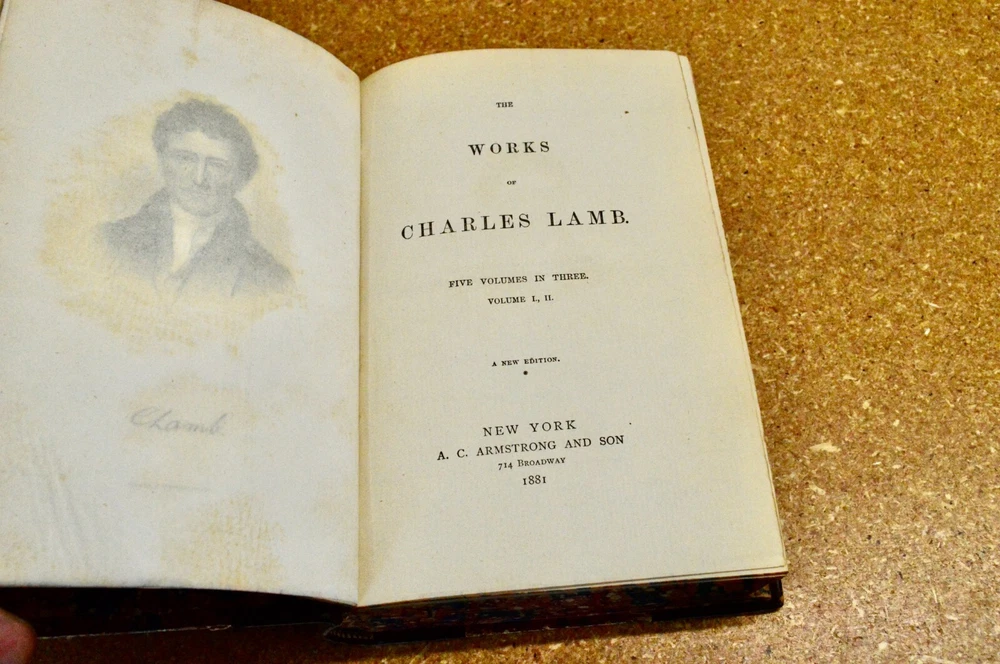 Chamb
THE
WORKS
OF
CHARLES LAMB.
FIVE VOLUMES IN THREE.
VOLUME I., II.
A NEW EDITION.
NEW YORK
A. C. ARMSTRONG AND SON
714 BROADWAY
1881